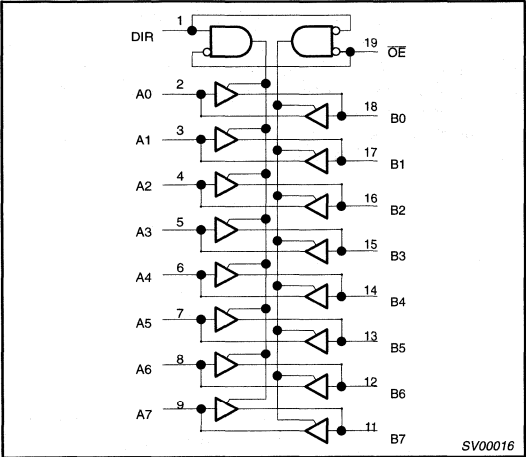 DIR 1
19 OE
A0 2
18 B0
A1 3
17 B1
A2 4
16 B2
A3 5
15 B3
A4 6
14 B4
A5 7
13 B5
A6 8
12 B6
A7 9
11 B7
SV00016